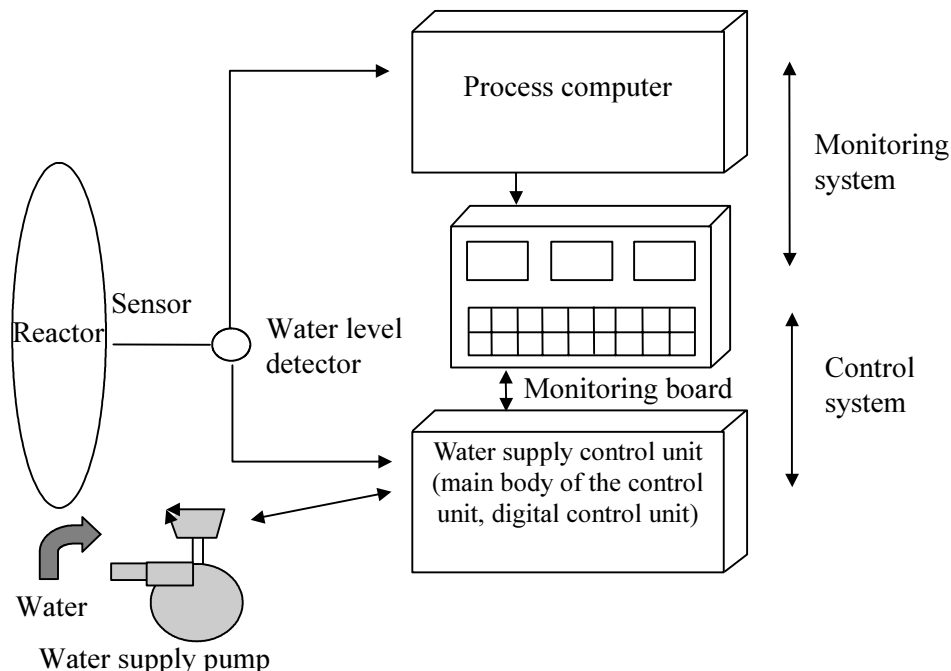 Process computer
Monitoring
system
Sensor
Reactor
Water level
detector
Monitoring board
Control
system
Water supply control unit
(main body of the control
unit, digital control unit)
Water
Water supply pump